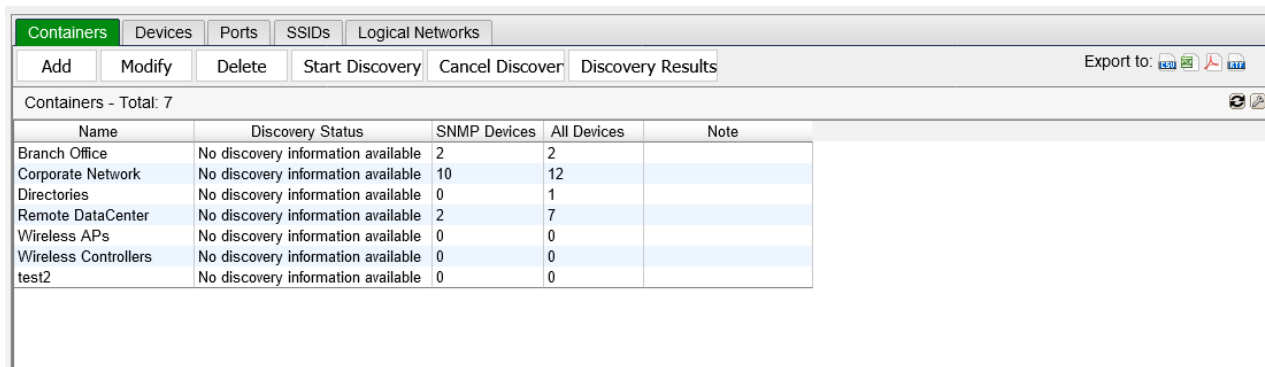 Containers Devices Ports SSIDs Logical Networks
Add Modify Delete Start Discovery Cancel Discover Discovery Results Export to: CSV PDF RTF
Containers - Total: 7
Name Discovery Status SNMP Devices All Devices Note
Branch Office No discovery information available 2 2
Corporate Network No discovery information available 10 12
Directories No discovery information available 0 1
Remote DataCenter No discovery information available 2 7
Wireless APs No discovery information available 0 0
Wireless Controllers No discovery information available 0 0
test2 No discovery information available 0 0